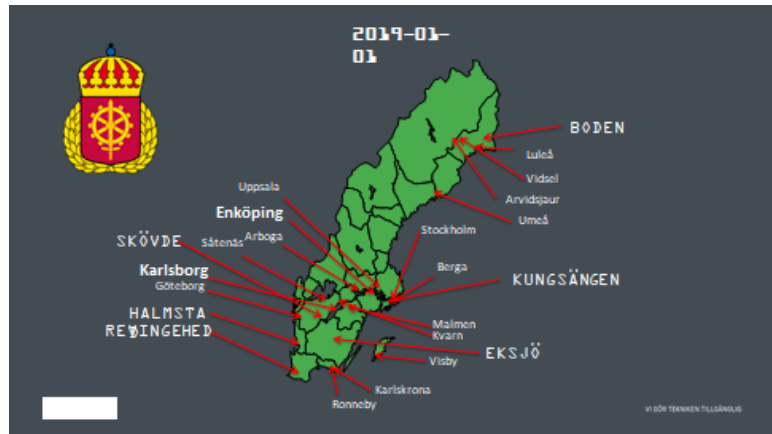 2019-01-
01
BODEN
Luleå
Vidsel
Arvidsjaur
Umeå
Uppsala
Enköping
Stockholm
SKÖVDE
Arboga
Såtenäs
Berga
Karlsborg
KUNGSÄNGEN
Göteborg
HALMSTA
Malmen
Kvarn
EKSJÖ
Visby
Karlskrona
Ronneby
VI GÖR TEKNIKEN TILLGÄNGLIG